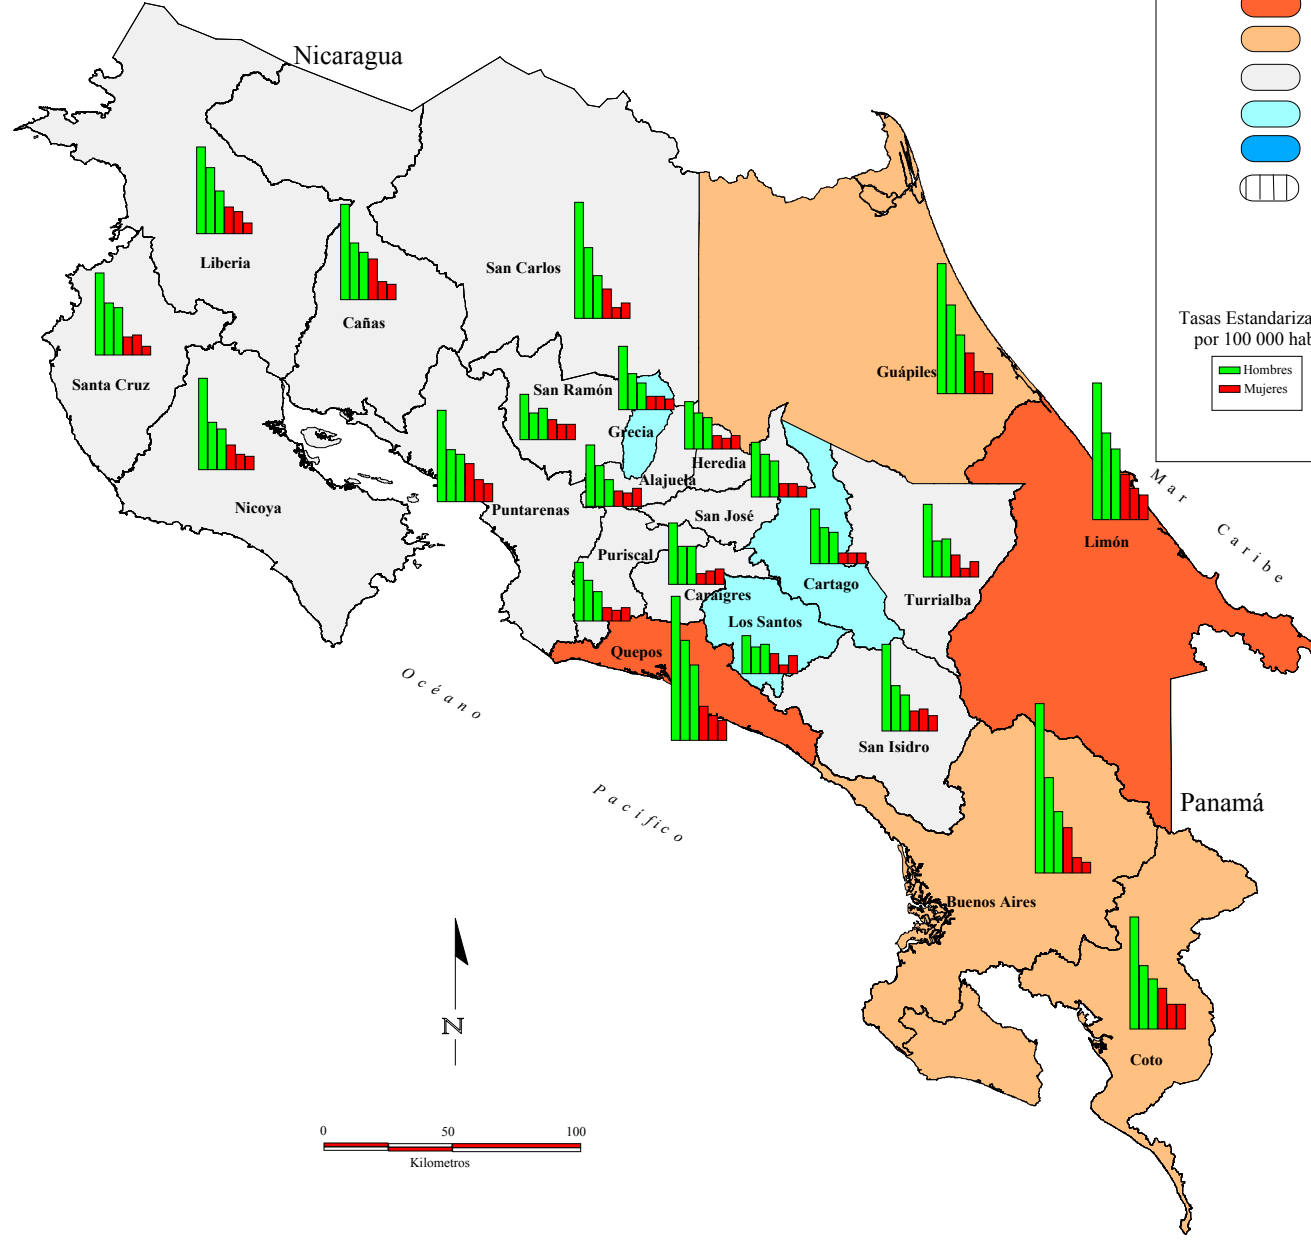 Nicaragua
Liberia
San Carlos
Cañas
Santa Cruz
Guápiles
San Ramón
Grecia
Heredia
Alajuela
Nicoya
Puntarenas
San José
Mar Caribe
Limón
Puriscal
Cartago
Caraigres
Turrialba
Los Santos
Quepos
San Isidro
Océano
Pacífico
Panamá
Buenos Aires
Coto
N
0 50 100
Kilometros
Tasas Estandariza
por 100 000 hab
Hombres
Mujeres